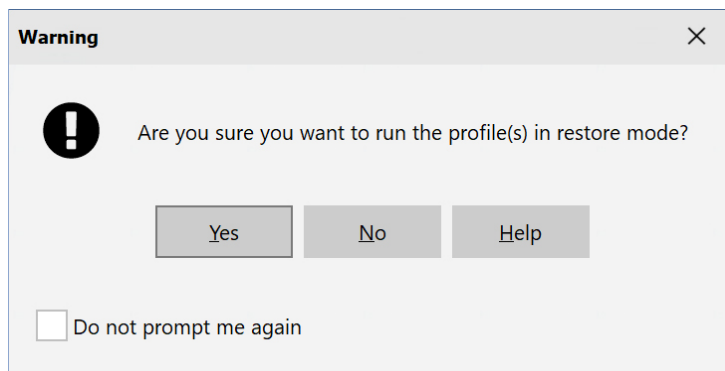 Warning
Are you sure you want to run the profile(s) in restore mode?
Yes
No
Help
Do not prompt me again